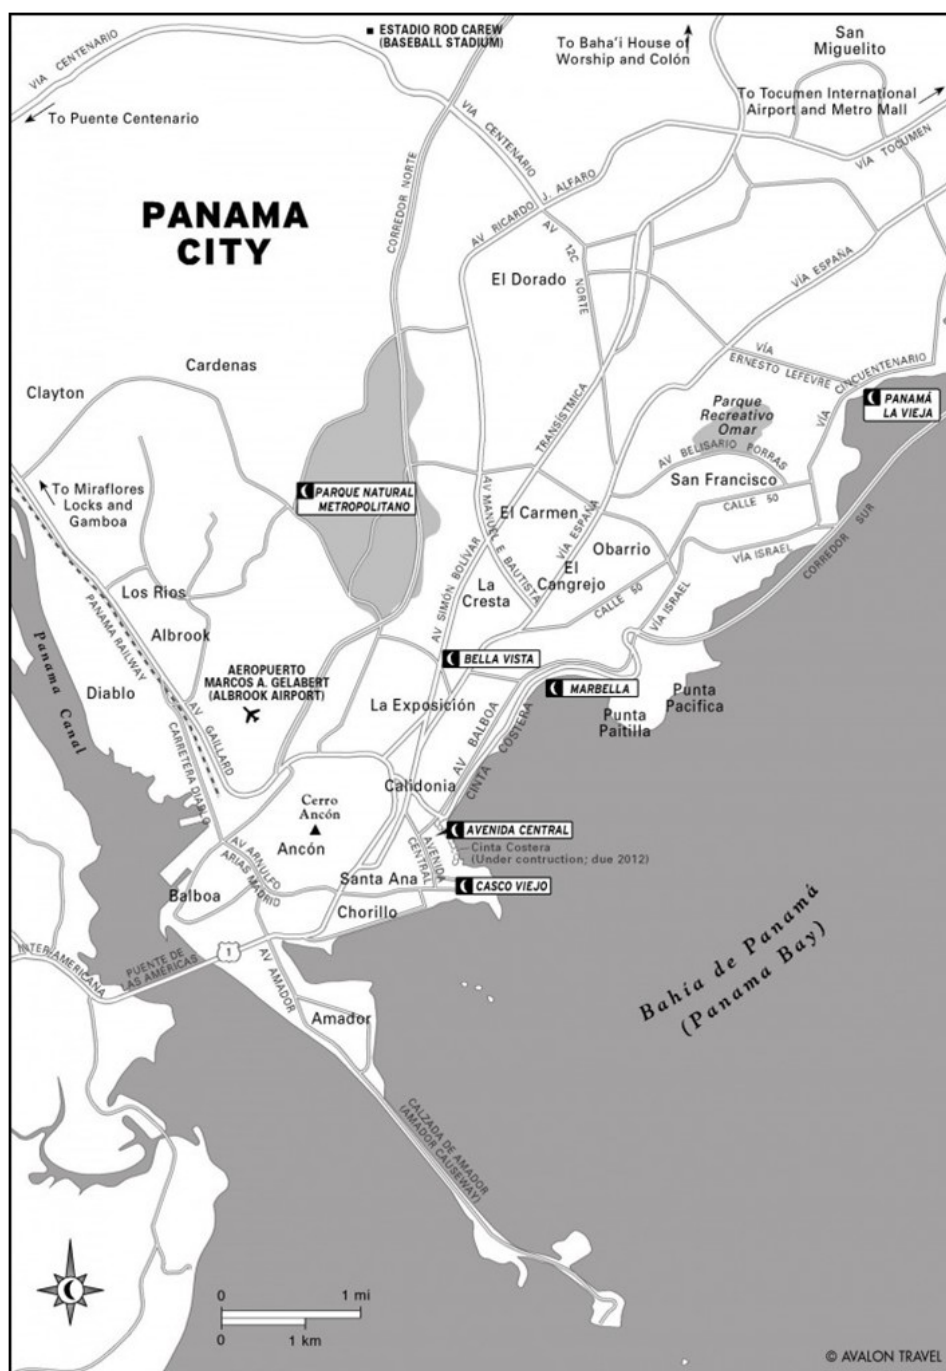 ESTADIO ROD CAREW
(BASEBALL STADIUM)
To Baha'i House of
Worship and Colón
San
Miguelito
VIA CENTENARIO
To Puente Centenario
To Tocumen International
Airport and Metro Mall
VIA CENTENARIO
VÍA TOCUMEN
PANAMA
CITY
CORREDOR NORTE
AV RICARDO J. ALFARO
AV 12C NORTE
El Dorado
VÍA ESPAÑA
Cardenas
Clayton
VÍA
ERNESTO LEFEVRE
VÍA CINCUENTENARIO
PANAMÁ
LA VIEJA
Parque
Recreativo
Omar
TRANSÍSTMICA
AV BELISARIO PORRAS
San Francisco
CALLE 50
To Miraflores
Locks and
Gamboa
PARQUE NATURAL
METROPOLITANO
AV MANUEL E BAUTISTA
El Carmen
VÍA ESPAÑA
Obarrio
VÍA ISRAEL
CORREDOR SUR
El
Cangrejo
La
Cresta
AV SIMÓN BOLÍVAR
CALLE 50
VÍA ISRAEL
Los Rios
PANAMA RAILWAY
Albrook
Panama Canal
Diablo
AEROPUERTO
MARCOS A. GELABERT
(ALBROOK AIRPORT)
BELLA VISTA
MARBELLA
Punta
Pacifica
Punta
Paitilla
La Exposición
AV GAILLARD
CARRETERA DIABLO
AV BALBOA
CINTA COSTERA
Calidonia
Cerro
Ancón
Ancón
AVENIDA CENTRAL
Cinta Costera
(Under contruction; due 2012)
AVENIDA
CENTRAL
AV ARNULFO
ARIAS MADRID
Santa Ana
CASCO VIEJO
Balboa
Chorillo
INTERAMERICANA
PUENTE DE
LAS AMÉRICAS
1
AV AMADOR
Amador
Bahía de Panamá
(Panama Bay)
CALZADA DE AMADOR
(AMADOR CAUSEWAY)
0 1 mi
0 1 km
© AVALON TRAVEL